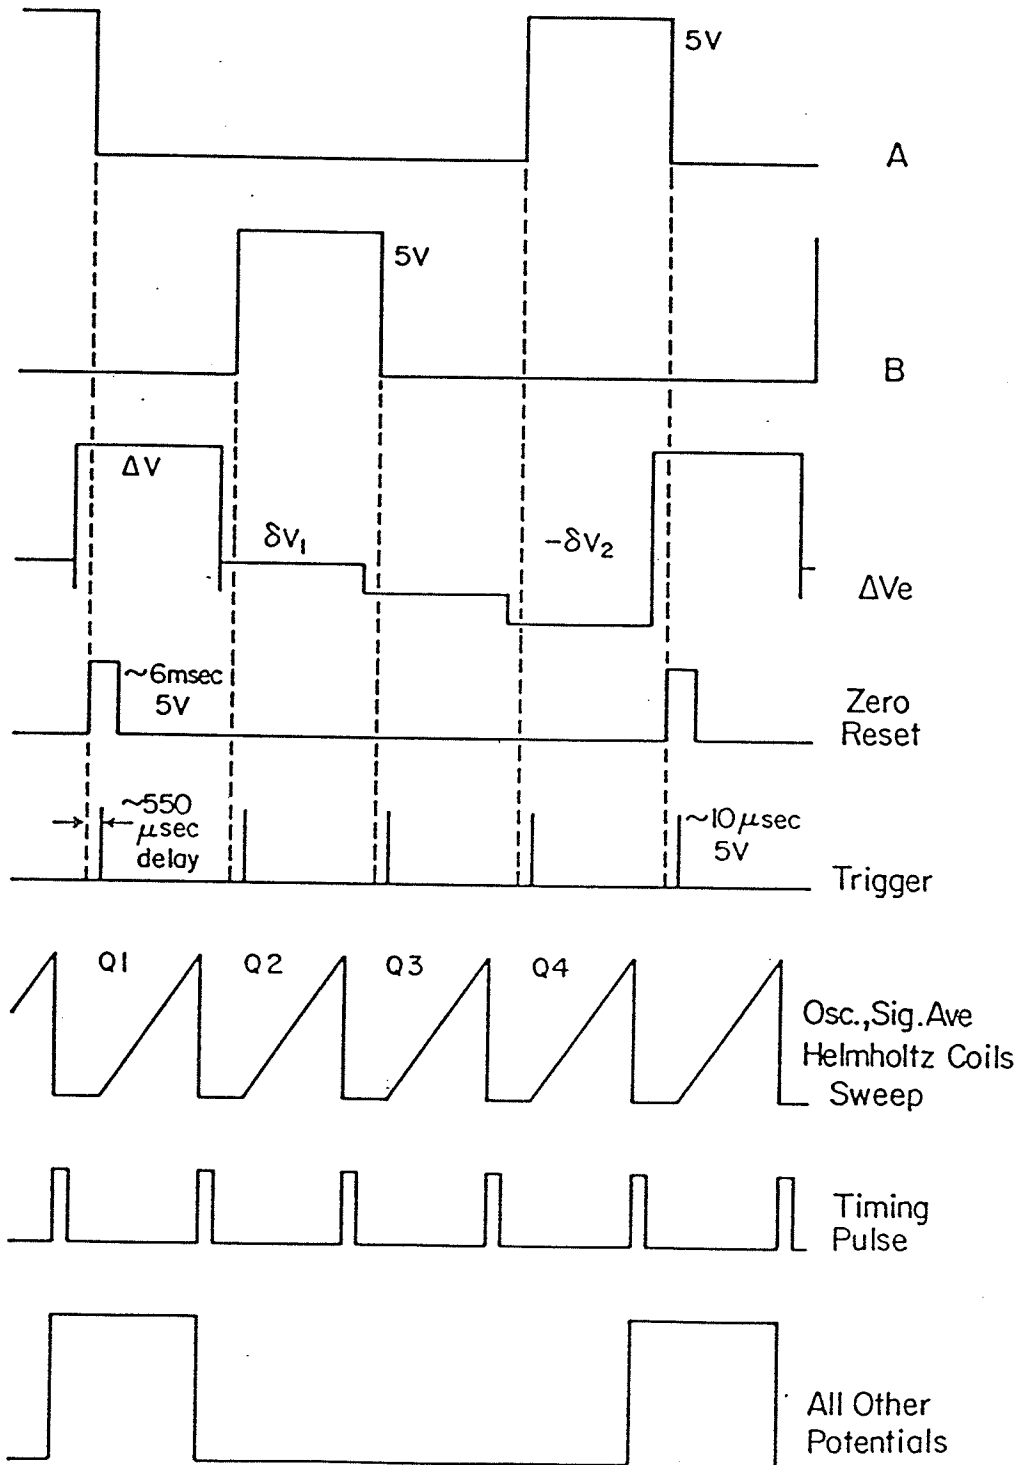 5V
A
5V
B
ΔV
δV₁
-δV₂
ΔVe
~6msec
5V
Zero
Reset
~550
μsec
delay
~10μsec
5V
Trigger
Q1 Q2 Q3 Q4
Osc.,Sig.Ave
Helmholtz Coils
Sweep
Timing
Pulse
All Other
Potentials